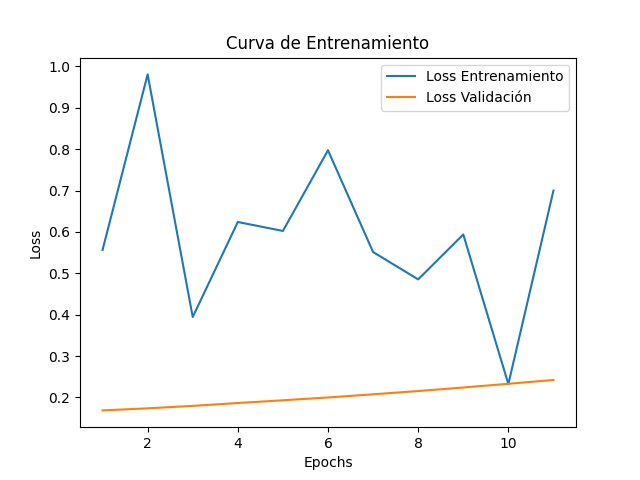 Curva de Entrenamiento
Loss Entrenamiento
Loss Validación
Loss
1.0
0.9
0.8
0.7
0.6
0.5
0.4
0.3
0.2
2 4 6 8 10
Epochs